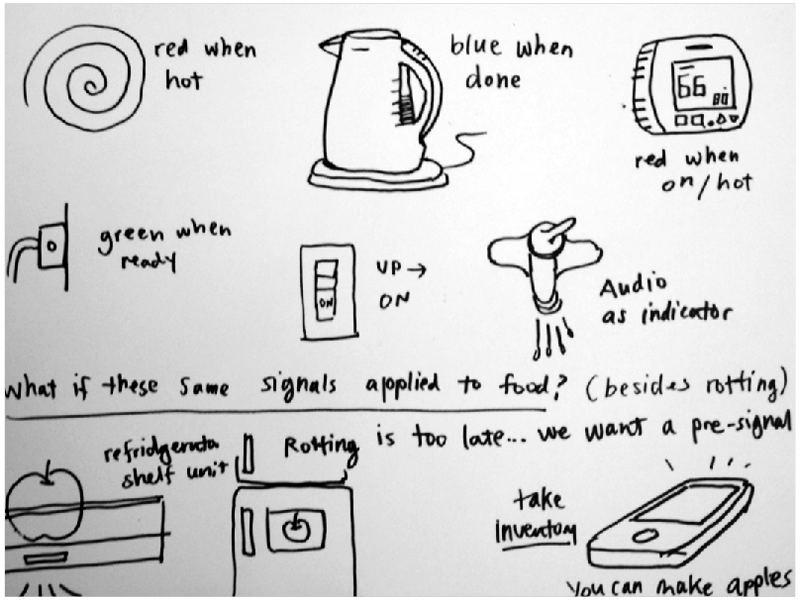 red when
hot
blue when
done
66
80
red when
on/hot
green when
ready
UP →
ON
ON
Audio
as indicator
What if these same signals applied to food? (besides rotting)
Rotting is too late... we want a pre-signal
refridgerata
shelf unit
take
inventory
You can make apples